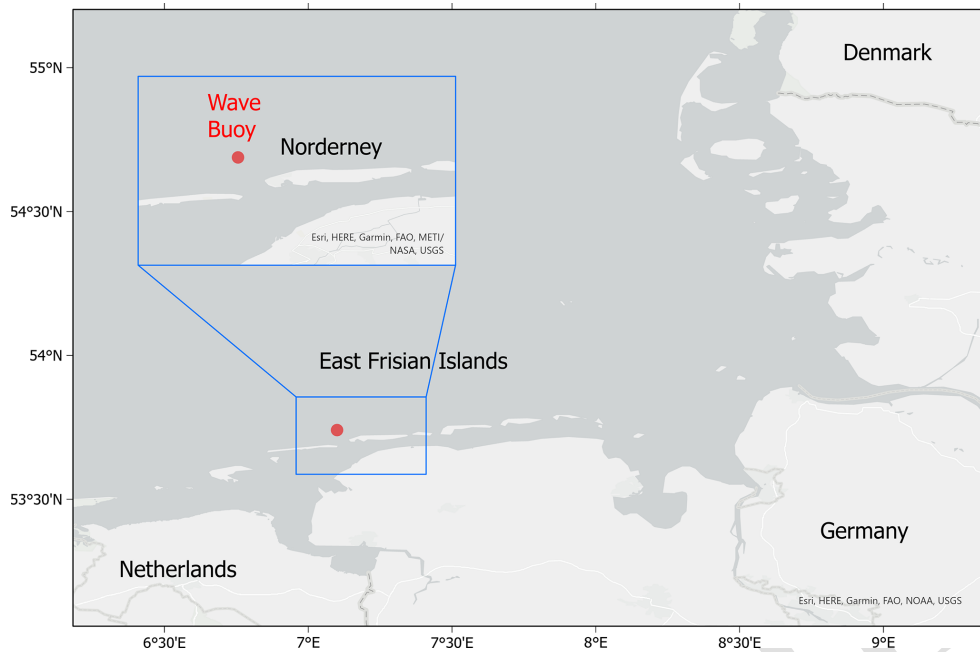 Denmark
55°N
Wave
Buoy
Norderney
54°30'N
Esri, HERE, Garmin, FAO, METI/
NASA, USGS
54°N
East Frisian Islands
53°30'N
Germany
Netherlands
Esri, HERE, Garmin, FAO, NOAA, USGS
6°30'E
7°E
7°30'E
8°E
8°30'E
9°E